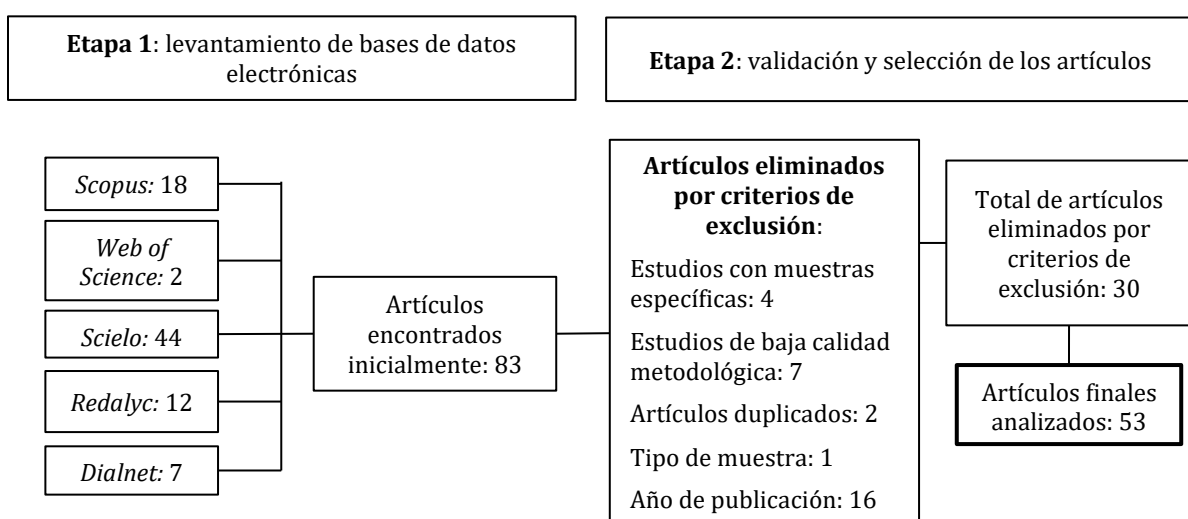 Etapa 1: levantamiento de bases de datos
electrónicas
Etapa 2: validación y selección de los artículos
Scopus: 18
Web of
Science: 2
Scielo: 44
Redalyc: 12
Dialnet: 7
Artículos
encontrados
inicialmente: 83
Artículos eliminados
por criterios de
exclusión:
Estudios con muestras
específicas: 4
Estudios de baja calidad
metodológica: 7
Artículos duplicados: 2
Tipo de muestra: 1
Año de publicación: 16
Total de artículos
eliminados por
criterios de
exclusión: 30
Artículos finales
analizados: 53